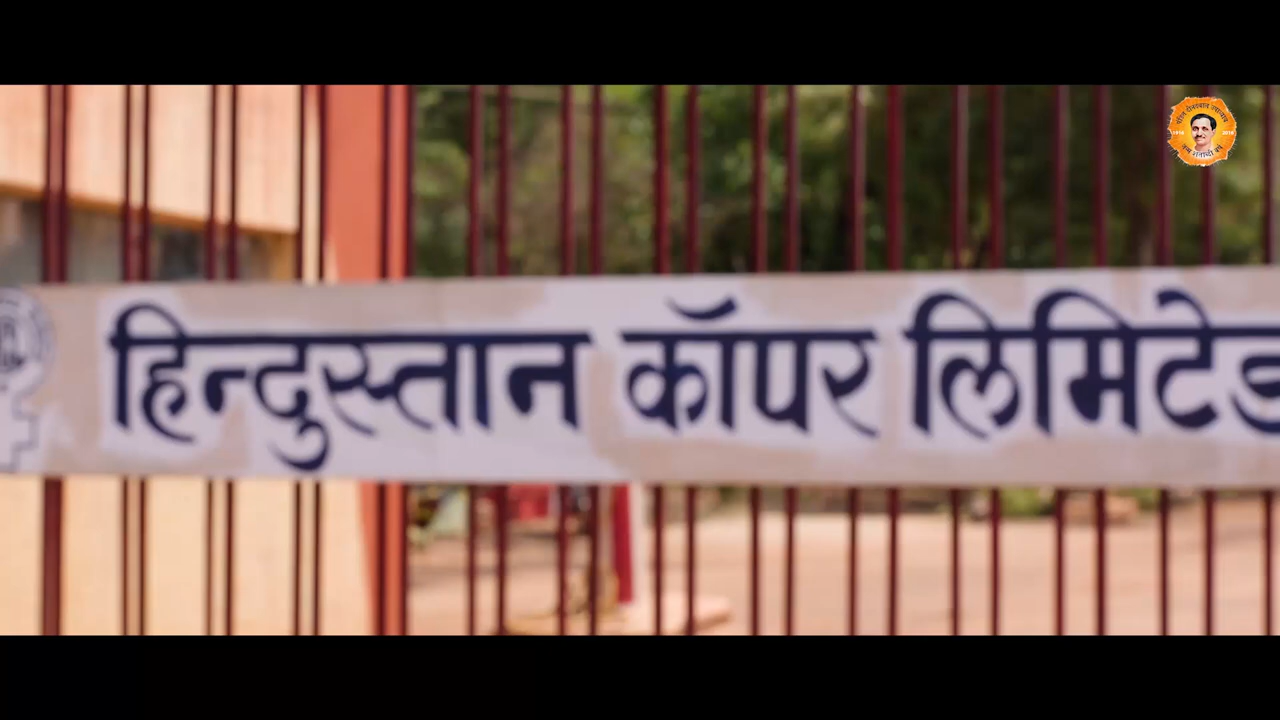 हिन्दुस्तान कॉपर लिमिटेड